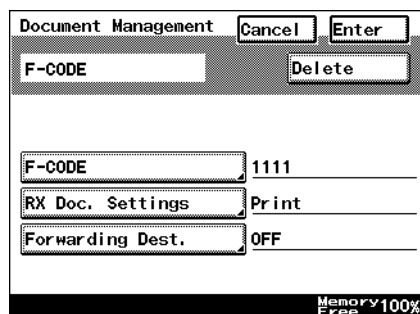 Document Management Cancel Enter
F-CODE Delete
F-CODE 1111
RX Doc. Settings Print
Forwarding Dest. OFF
Memory Free 100%